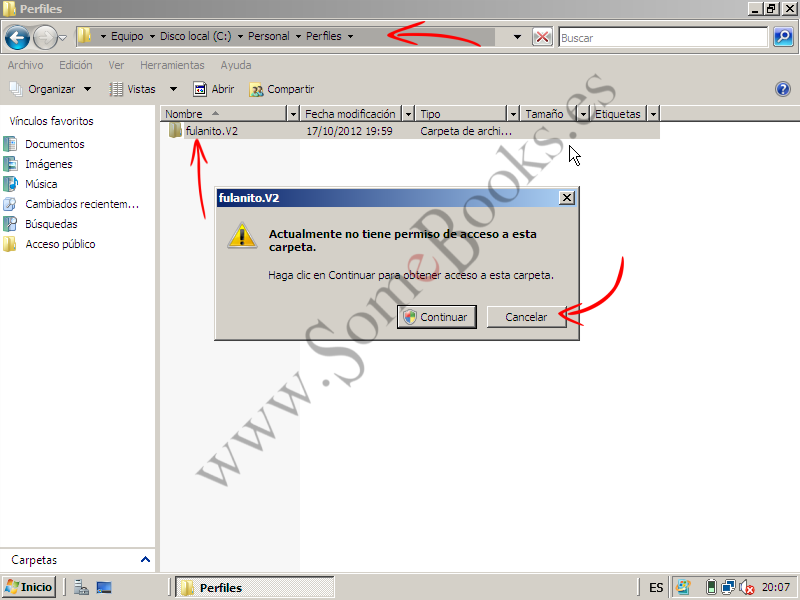 Perfiles
Equipo Disco local (C:) Personal Perfiles
Buscar
Archivo Edición Ver Herramientas Ayuda
Organizar Vistas Abrir Compartir
Vínculos favoritos
Documentos
Imágenes
Música
Cambiados recientem...
Búsquedas
Acceso público
Nombre Fecha modificación Tipo Tamaño Etiquetas
fulanito.V2 17/10/2012 19:59 Carpeta de archi...
fulanito.V2
Actualmente no tiene permiso de acceso a esta
carpeta.
Haga clic en Continuar para obtener acceso a esta carpeta.
Continuar Cancelar
www.SomeBooks.es
Carpetas
Inicio Perfiles ES 20:07